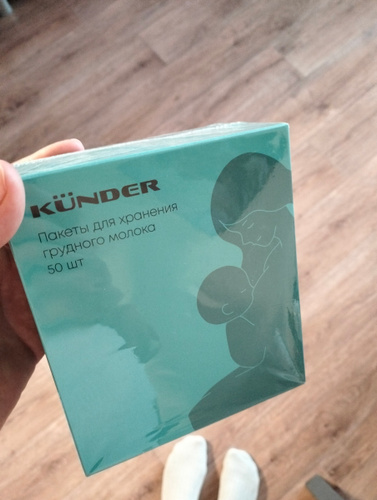 KÜNDER
Пакеты для хранения
грудного молока
50 шт